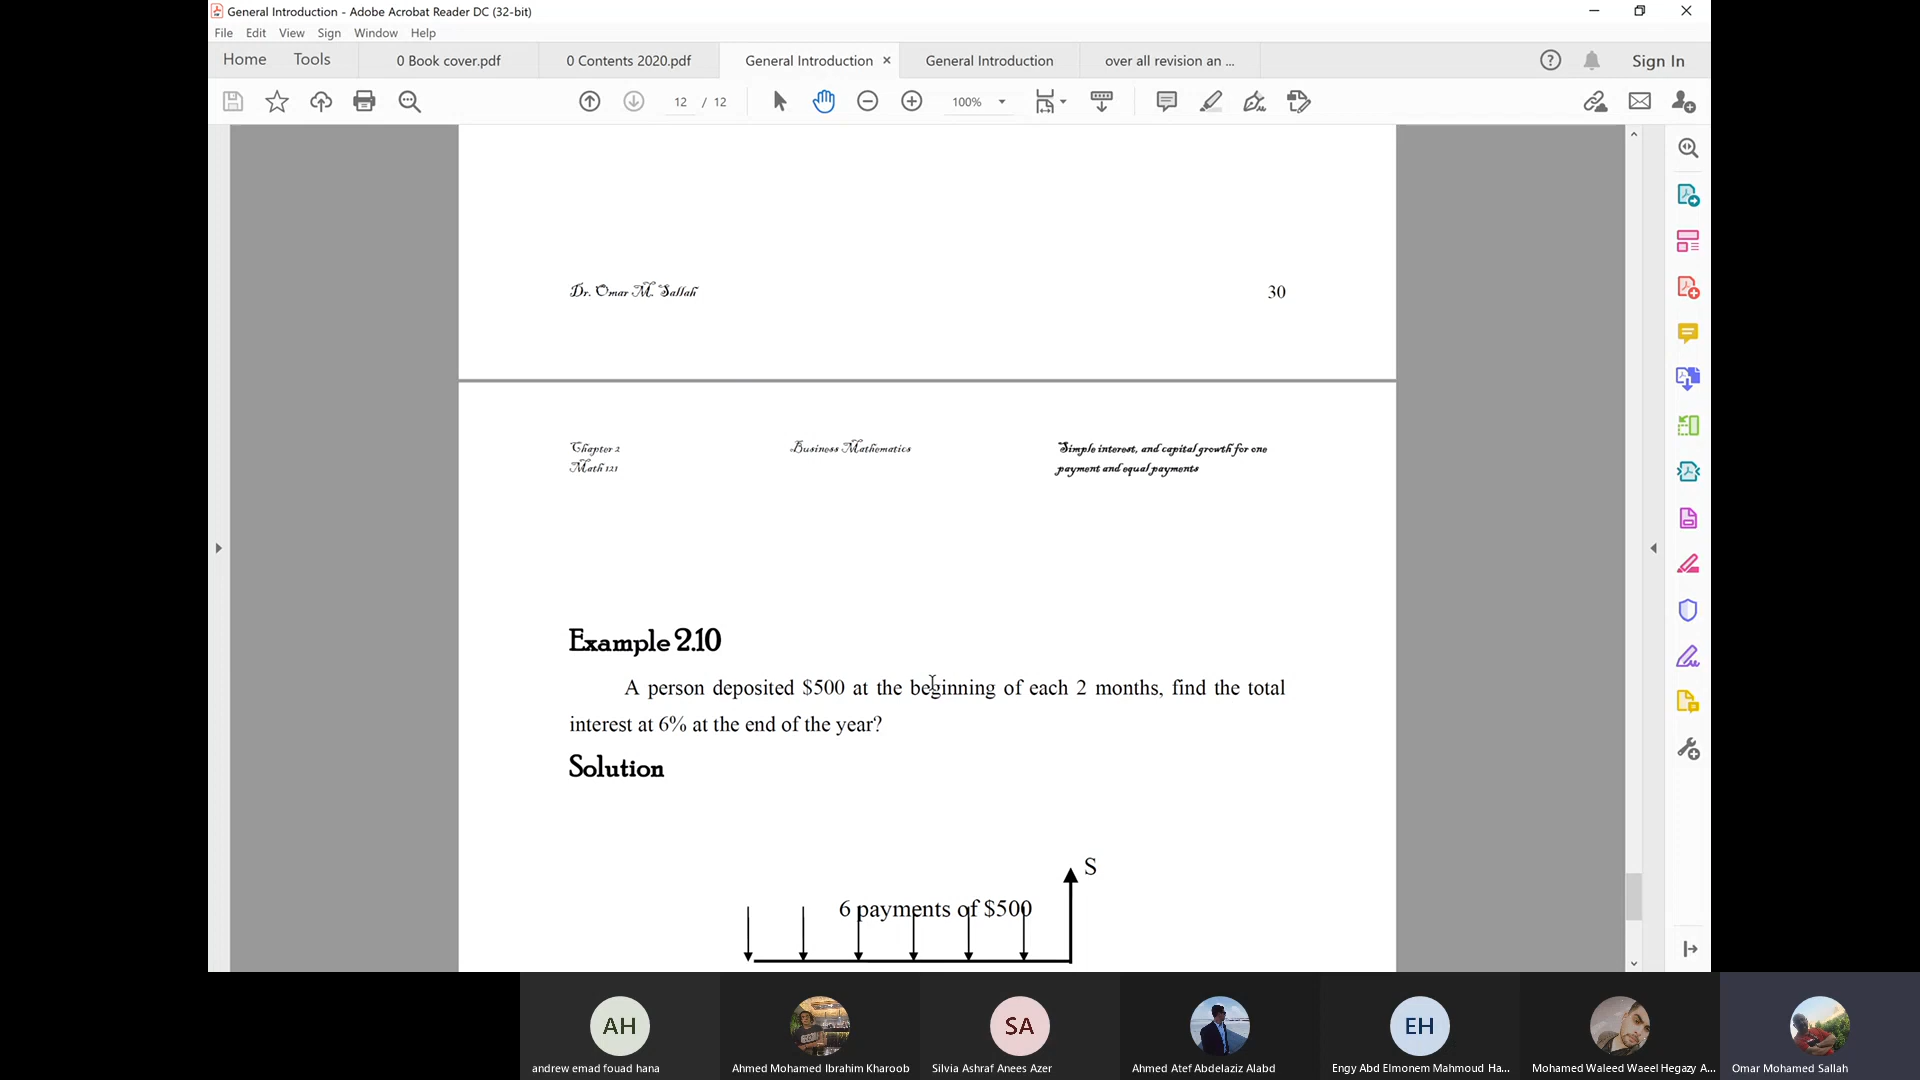 General Introduction - Adobe Acrobat Reader DC (32-bit)
File Edit View Sign Window Help
Home Tools 0 Book cover.pdf 0 Contents 2020.pdf General Introduction General Introduction over all revision an ... Sign In
12 / 12 100%
Dr. Omar M. Sallah 30
Chapter 2 Business Mathematics Simple interest, and capital growth for one
Math 121 payment and equal payments
Example 2.10
A person deposited $500 at the beginning of each 2 months, find the total
interest at 6% at the end of the year?
Solution
S
6 payments of $500
AH SA EH
andrew emad fouad hana Ahmed Mohamed Ibrahim Kharoob Silvia Ashraf Anees Azer Ahmed Atef Abdelaziz Alabd Engy Abd Elmonem Mahmoud Ha... Mohamed Waleed Waeel Hegazy A... Omar Mohamed Sallah